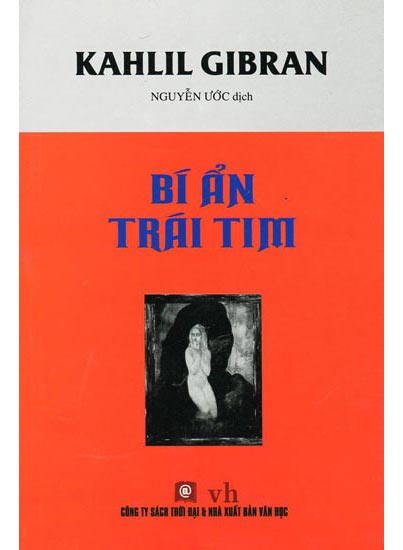 KAHLIL GIBRAN
NGUYỄN ƯỚC dịch
BÍ ẨN
TRÁI TIM
@ vh
CÔNG TY SÁCH THỜI ĐẠI & NHÀ XUẤT BẢN VĂN HỌC